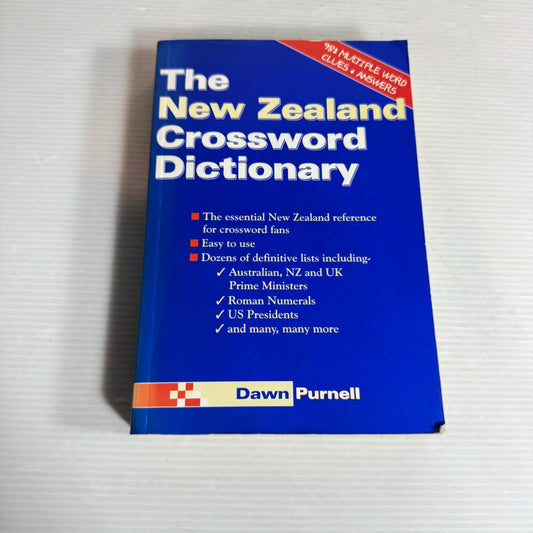 981 MULTIPLE WORD
CLUES & ANSWERS
The
New Zealand
Crossword
Dictionary
The essential New Zealand reference
for crossword fans
Easy to use
Dozens of definitive lists including-
✓ Australian, NZ and UK
Prime Ministers
✓ Roman Numerals
✓ US Presidents
✓ and many, many more
Dawn Purnell